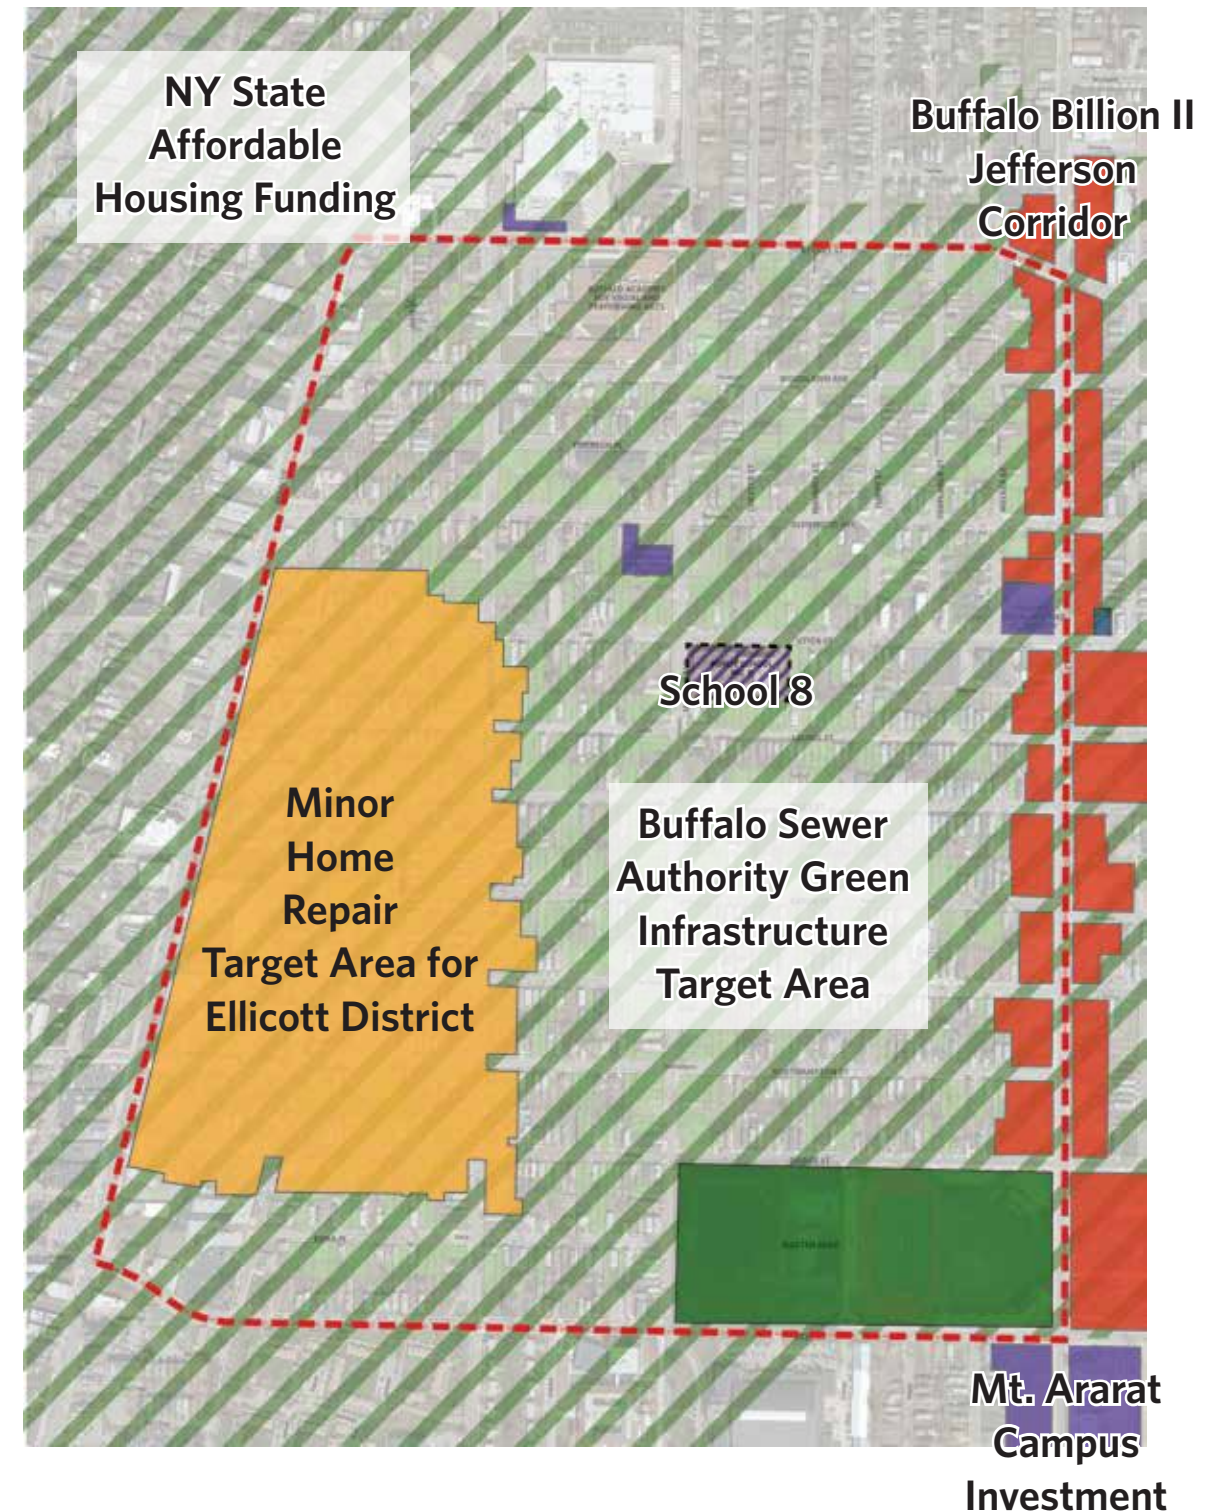 NY State
Affordable
Housing Funding
Buffalo Billion II
Jefferson
Corridor
School 8
Minor
Home
Repair
Target Area for
Ellicott District
Buffalo Sewer
Authority Green
Infrastructure
Target Area
Mt. Ararat
Campus
Investment